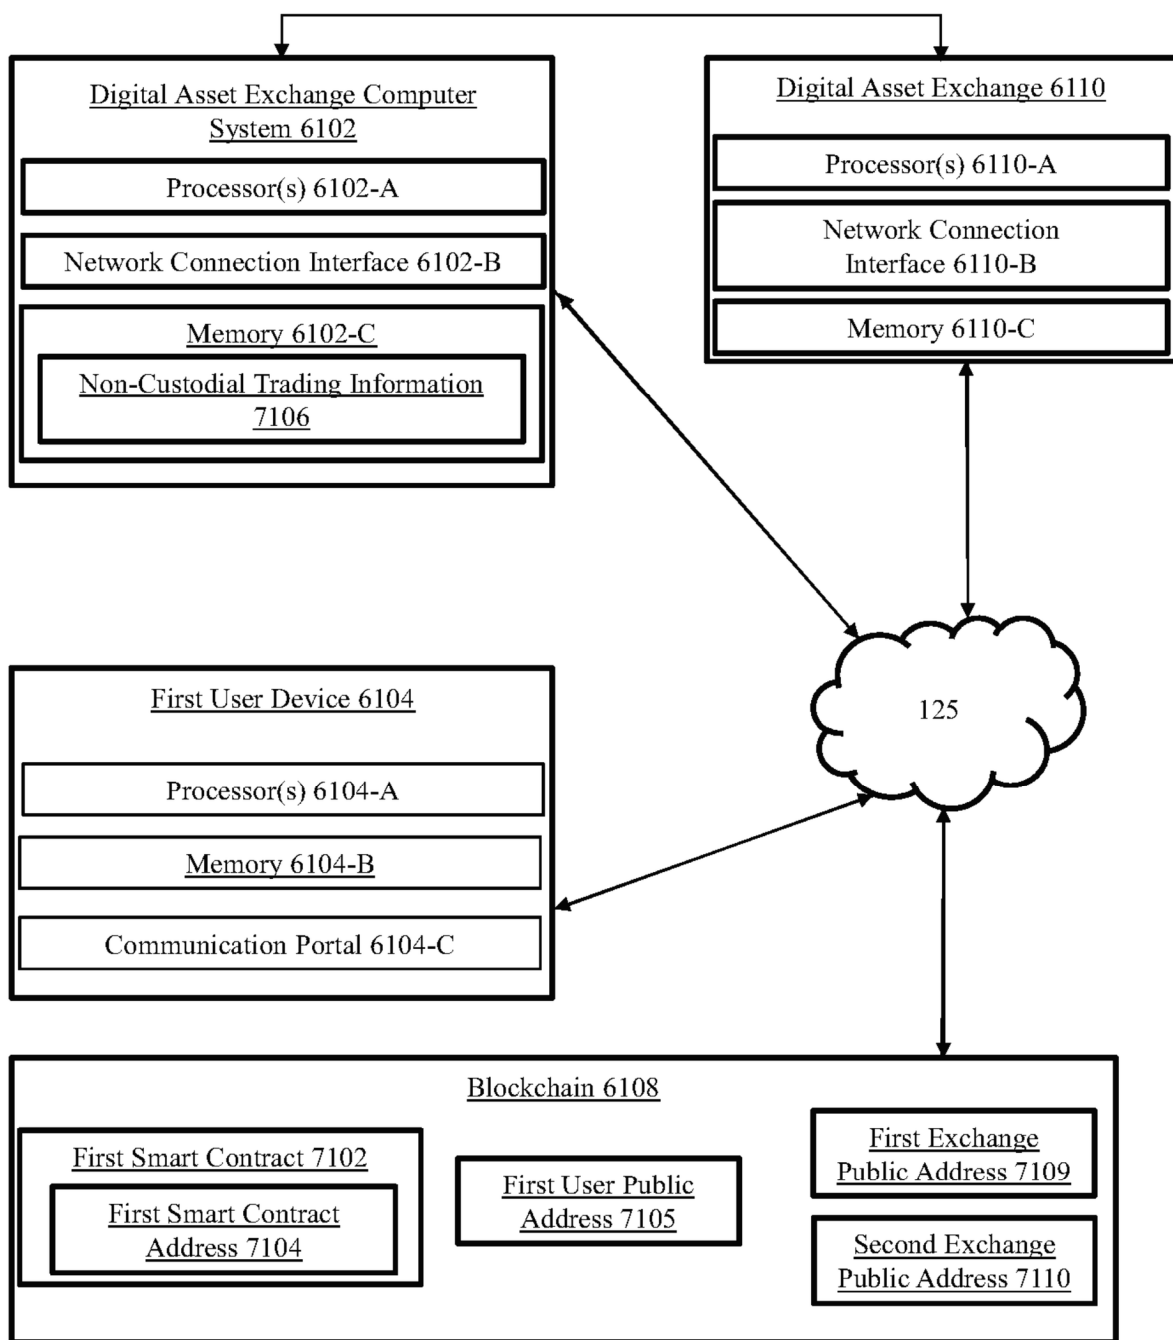 Digital Asset Exchange Computer
System 6102
Processor(s) 6102-A
Network Connection Interface 6102-B
Memory 6102-C
Non-Custodial Trading Information
7106
Digital Asset Exchange 6110
Processor(s) 6110-A
Network Connection
Interface 6110-B
Memory 6110-C
125
First User Device 6104
Processor(s) 6104-A
Memory 6104-B
Communication Portal 6104-C
Blockchain 6108
First Smart Contract 7102
First Smart Contract
Address 7104
First User Public
Address 7105
First Exchange
Public Address 7109
Second Exchange
Public Address 7110